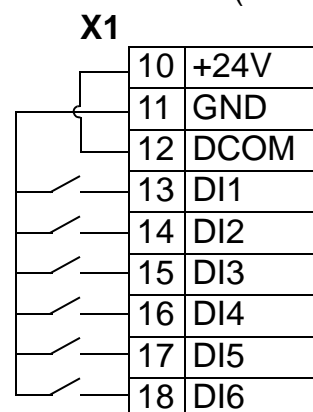 X1
10 +24V
11 GND
12 DCOM
13 DI1
14 DI2
15 DI3
16 DI4
17 DI5
18 DI6